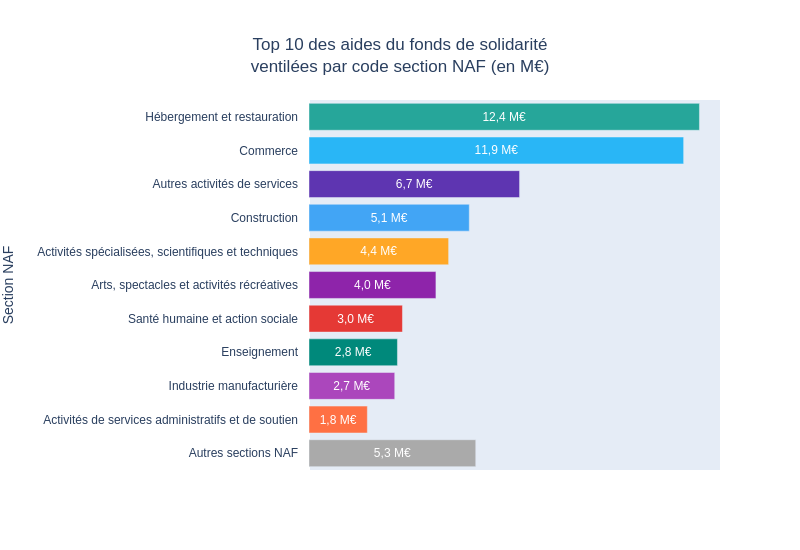 Top 10 des aides du fonds de solidarité
ventilées par code section NAF (en M€)
Section NAF
Hébergement et restauration 12,4 M€
Commerce 11,9 M€
Autres activités de services 6,7 M€
Construction 5,1 M€
Activités spécialisées, scientifiques et techniques 4,4 M€
Arts, spectacles et activités récréatives 4,0 M€
Santé humaine et action sociale 3,0 M€
Enseignement 2,8 M€
Industrie manufacturière 2,7 M€
Activités de services administratifs et de soutien 1,8 M€
Autres sections NAF 5,3 M€